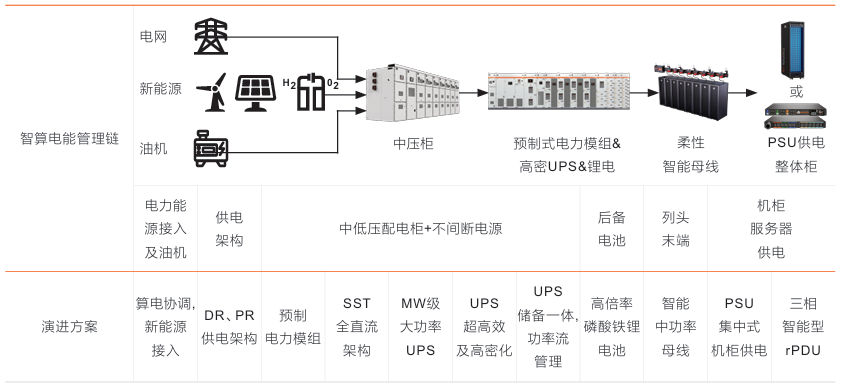 电网
新能源
H2
O2
油机
智算电能管理链
中压柜
预制式电力模组&
高密UPS&锂电
柔性
智能母线
或
PSU供电
整体柜
电力能
源接入
及油机
供电
架构
中低压配电柜+不间断电源
后备
电池
列头
末端
机柜
服务器
供电
演进方案
算电协调,
新能源
接入
DR、PR
供电架构
预制
电力模组
SST
全直流
架构
MW级
大功率
UPS
UPS
超高效
及高密化
UPS
储备一体,
功率流
管理
高倍率
磷酸铁锂
电池
智能
中功率
母线
PSU
集中式
机柜供电
三相
智能型
rPDU